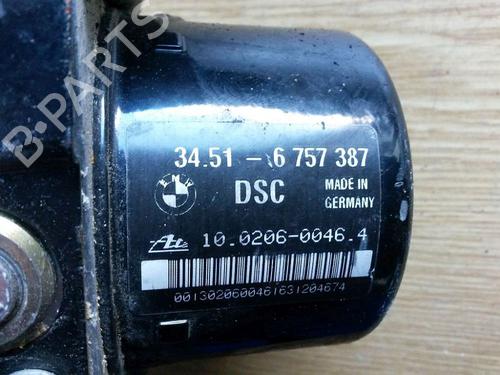 B-PARTS
34.51-6 757 387
DSC
MADE IN
GERMANY
10.0206-0046.4
0013020600461631204674